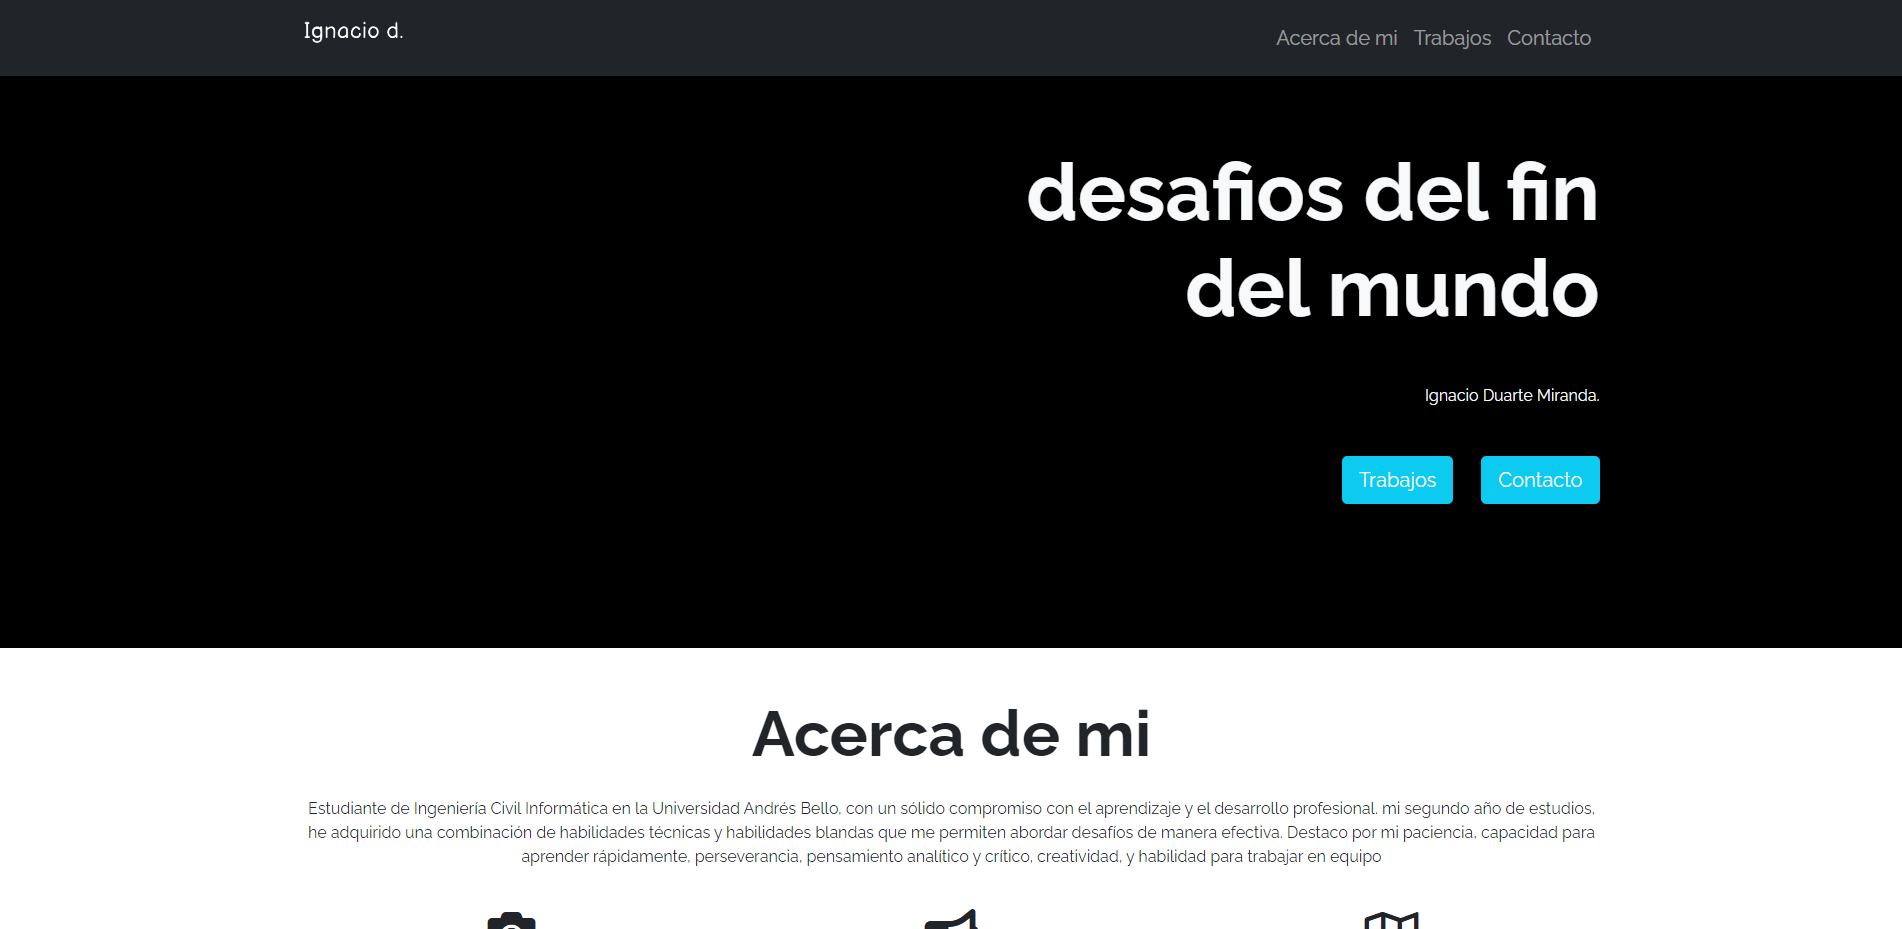 Ignacio d.
Acerca de mi Trabajos Contacto
desafios del fin
del mundo
Ignacio Duarte Miranda.
Trabajos Contacto
Acerca de mi
Estudiante de Ingeniería Civil Informática en la Universidad Andrés Bello, con un sólido compromiso con el aprendizaje y el desarrollo profesional. mi segundo año de estudios,
he adquirido una combinación de habilidades técnicas y habilidades blandas que me permiten abordar desafíos de manera efectiva. Destaco por mi paciencia, capacidad para
aprender rápidamente, perseverancia, pensamiento analítico y crítico, creatividad, y habilidad para trabajar en equipo